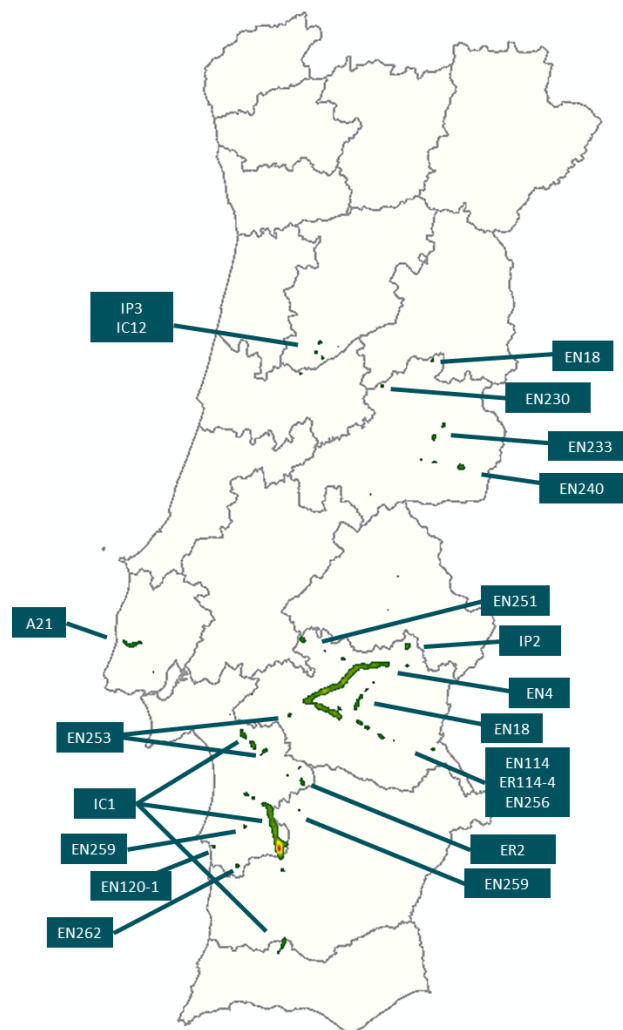 IP3
IC12
EN18
EN230
EN233
EN240
EN251
A21
IP2
EN4
EN18
EN253
EN114
ER114-4
EN256
IC1
EN259
ER2
EN120-1
EN259
EN262